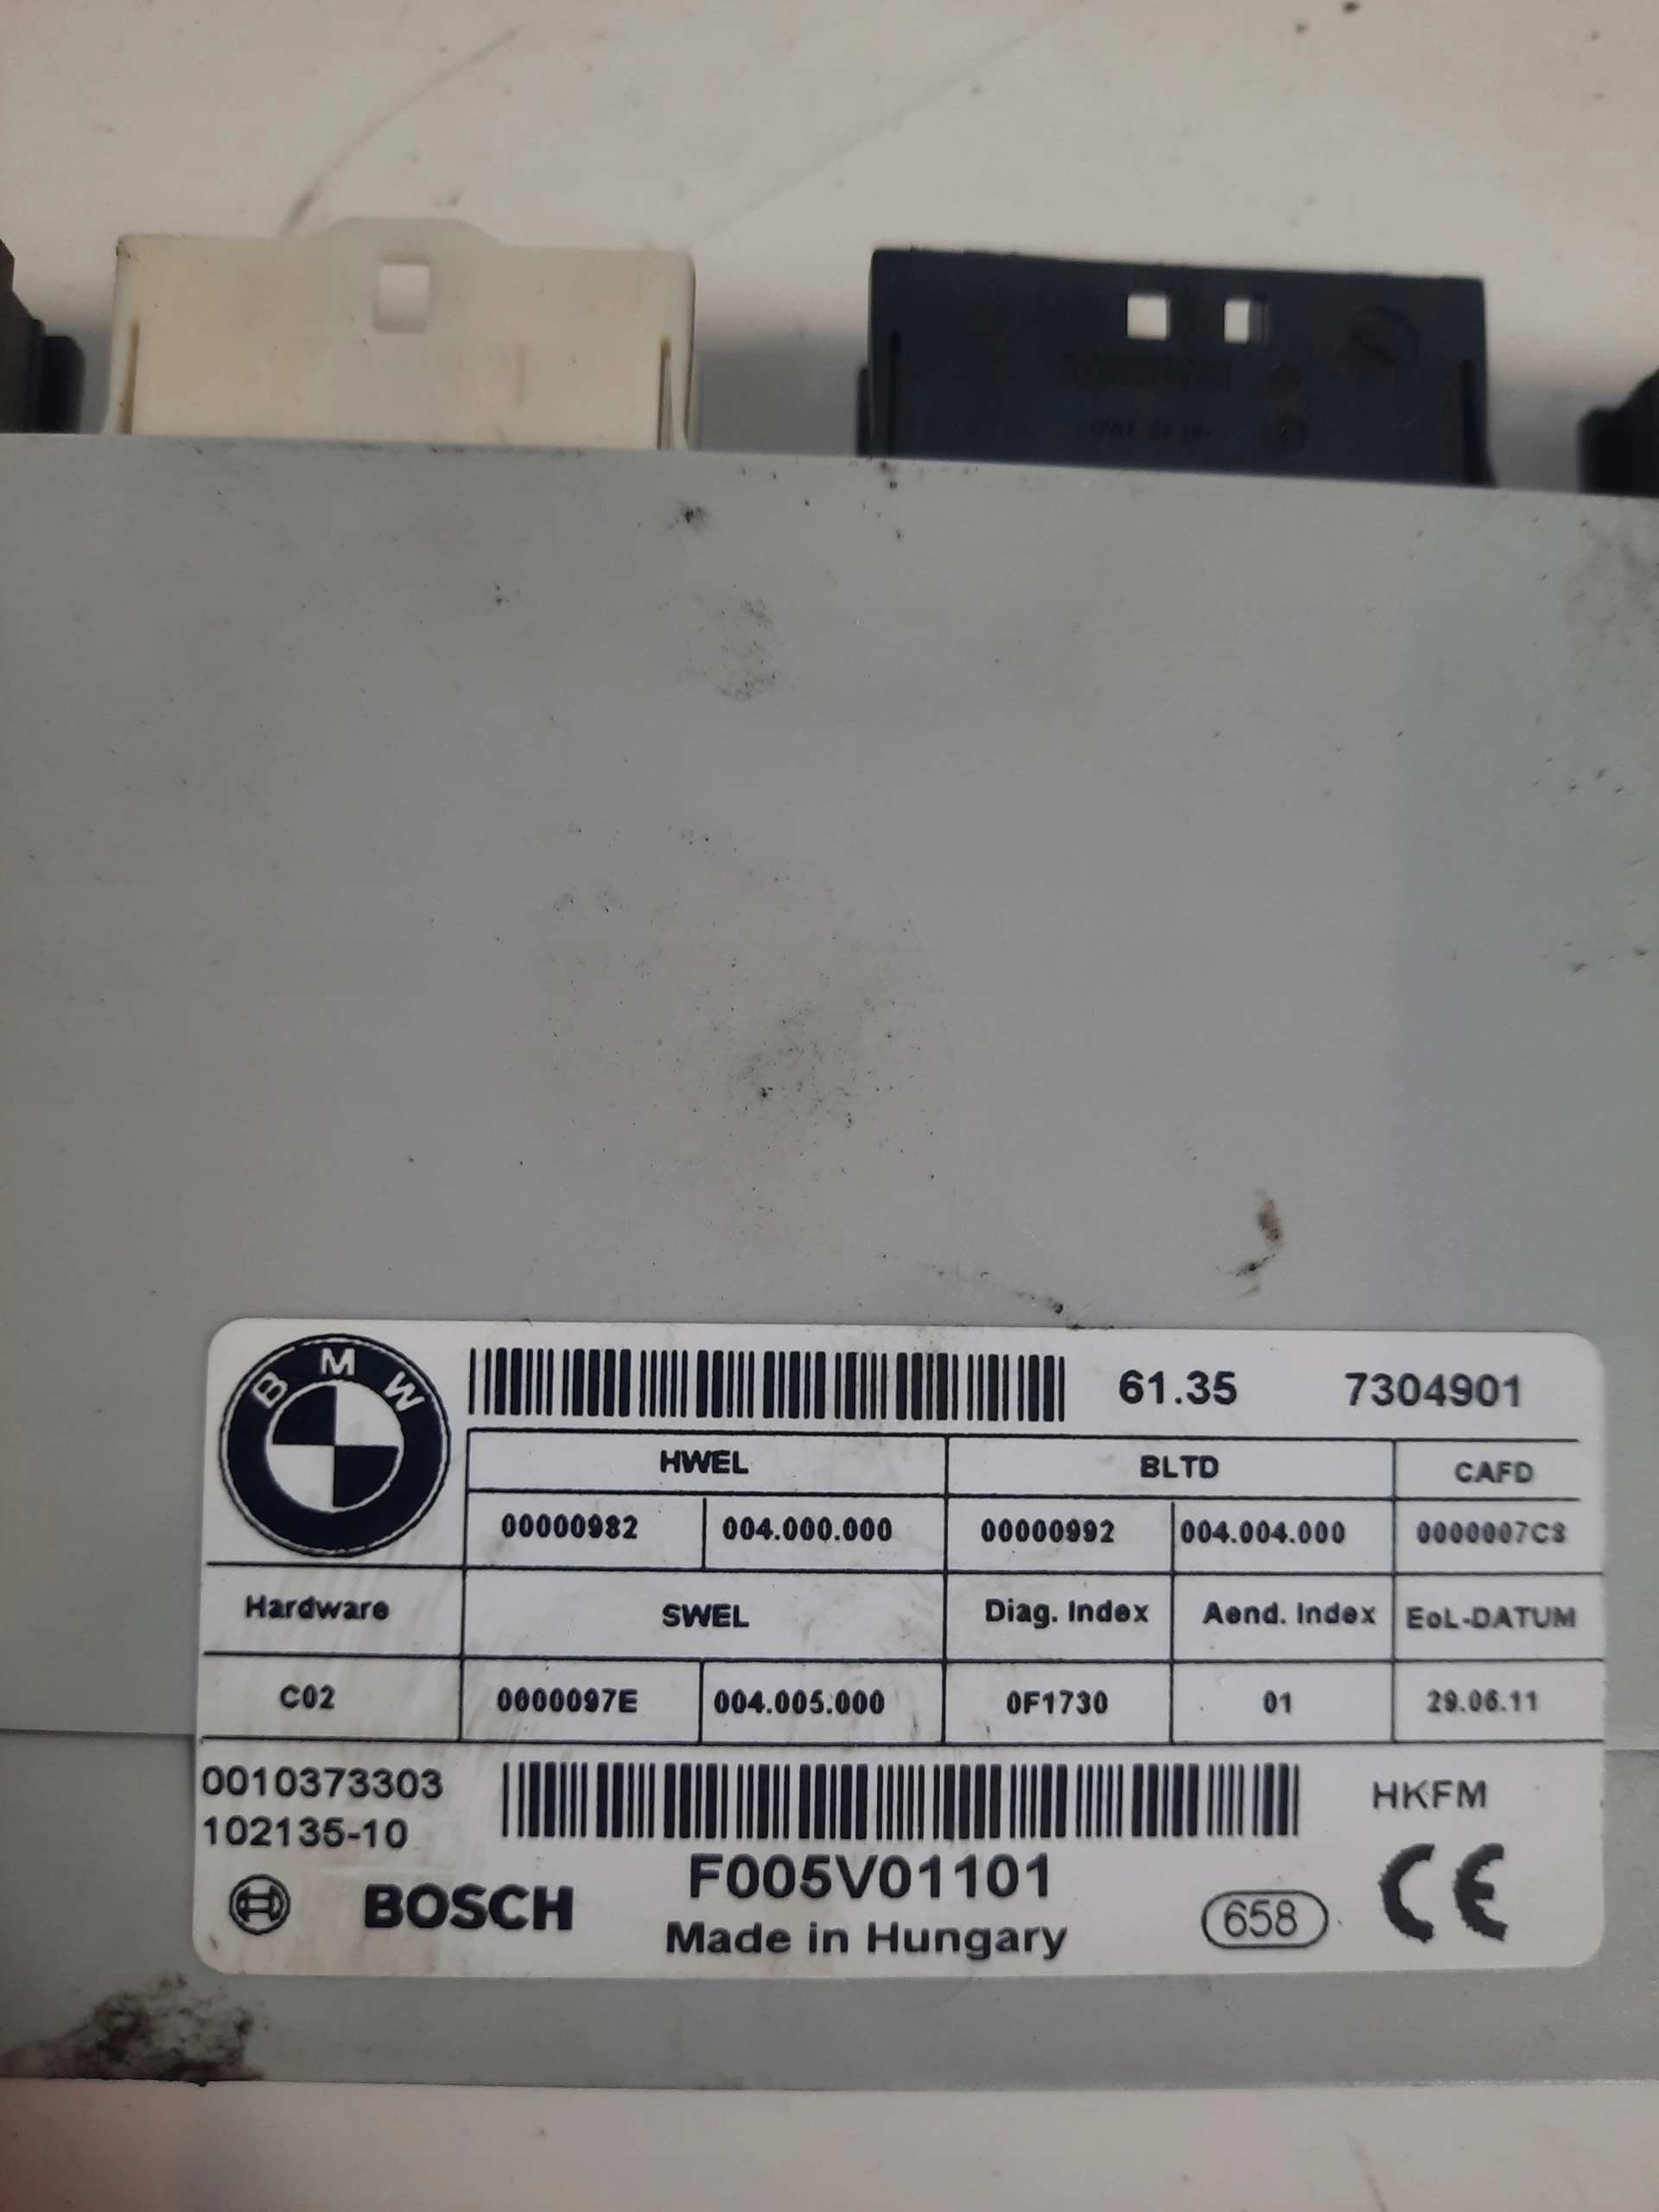 BMW
61.35 7304901
HWEL BLTD CAFD
00000982 004.000.000 00000992 004.004.000 0000007C8
Hardware SWEL Diag. Index Aend. Index EoL-DATUM
C02 0000097E 004.005.000 0F1730 01 29.06.11
0010373303 HKFM
102135-10
F005V01101
BOSCH Made in Hungary 658 CE